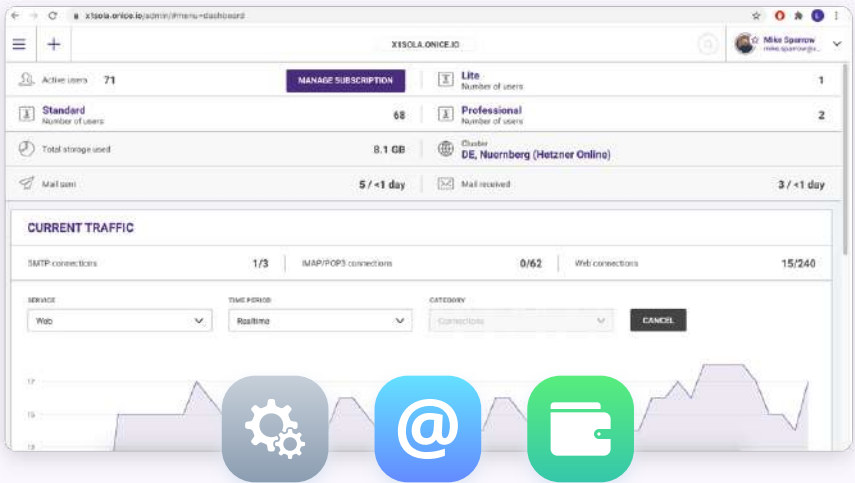 x1sola.onice.io/admin/#menu=dashboard
X1SOLA.ONICE.IO
Mike Sparrow
mike.sparrow@x...
Active users 71
MANAGE SUBSCRIPTION
Lite
Number of users
1
Standard
Number of users
68
Professional
Number of users
2
Total storage used
8.1 GB
Cluster
DE, Nuernberg (Hetzner Online)
Mail sent
5 / <1 day
Mail received
3 / <1 day
CURRENT TRAFFIC
SMTP connections 1/3
IMAP/POP3 connections 0/62
Web connections 15/240
SERVICE
TIME PERIOD
CATEGORY
Web
Realtime
Connections
CANCEL
17
15
13
@